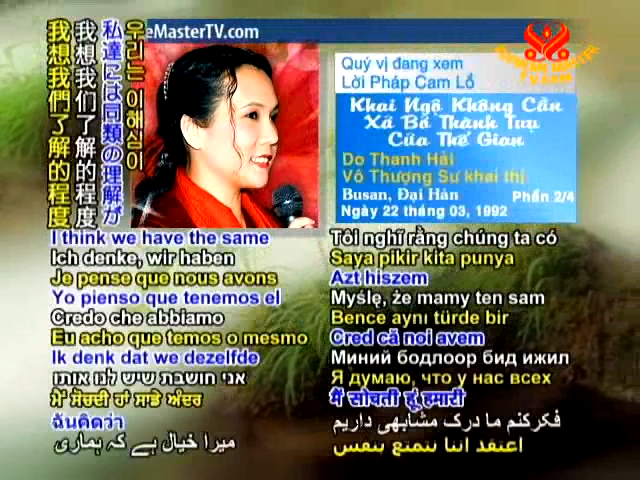 eMasterTV.com
SUPREME MASTER
TV.COM
我想我們了解的程度
我想我们了解的程度
私達には同類の理解が
우리는 이해심이
Quý vị đang xem
Lời Pháp Cam Lồ
Khai Ngộ Không Cần
Xả Bỏ Thành Tựu
Của Thế Gian
Do Thanh Hải
Vô Thượng Sư khai thị
Busan, Đại Hàn
Phần 2/4
Ngày 22 tháng 03, 1992
I think we have the same
Ich denke, wir haben
Je pense que nous avons
Yo pienso que tenemos el
Credo che abbiamo
Eu acho que temos o mesmo
Ik denk dat we dezelfde
אני חושבת שיש לנו אותו
ਮੈਂ ਸੋਚਦੀ ਹਾਂ ਸਾਡੇ ਅੰਦਰ
ฉันคิดว่า
میرا خیال ہے کہ ہماری
Tôi nghĩ rằng chúng ta có
Saya pikir kita punya
Azt hiszem
Myślę, że mamy ten sam
Bence aynı türde bir
Cred că noi avem
Миний бодлоор бид ижил
Я думаю, что у нас всех
मैं सोचती हूं हमारी
فکرکنم ما درک مشابهی داریم
اعتقد اننا نتمتع بنفس